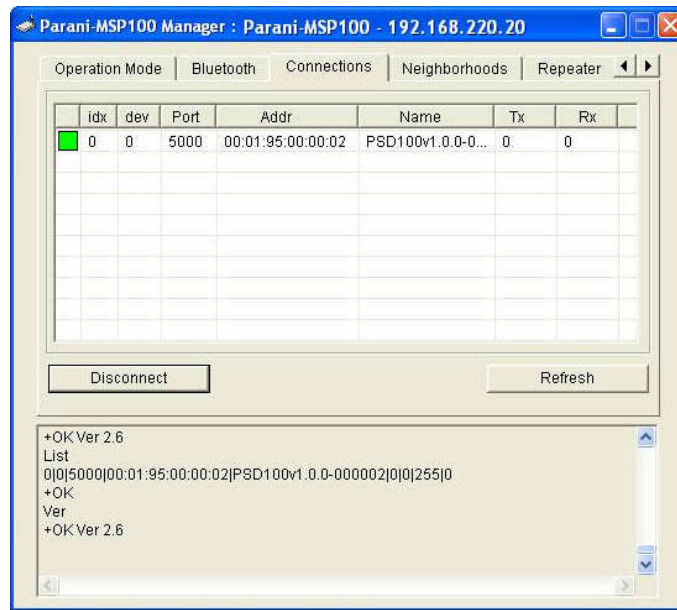 Parani-MSP100 Manager : Parani-MSP100 - 192.168.220.20
Operation Mode Bluetooth Connections Neighborhoods Repeater
idx dev Port Addr Name Tx Rx
0 0 5000 00:01:95:00:00:02 PSD100v1.0.0-0... 0 0
Disconnect Refresh
+OK Ver 2.6
List
0|0|5000|00:01:95:00:00:02|PSD100v1.0.0-000002|0|0|255|0
+OK
Ver
+OK Ver 2.6